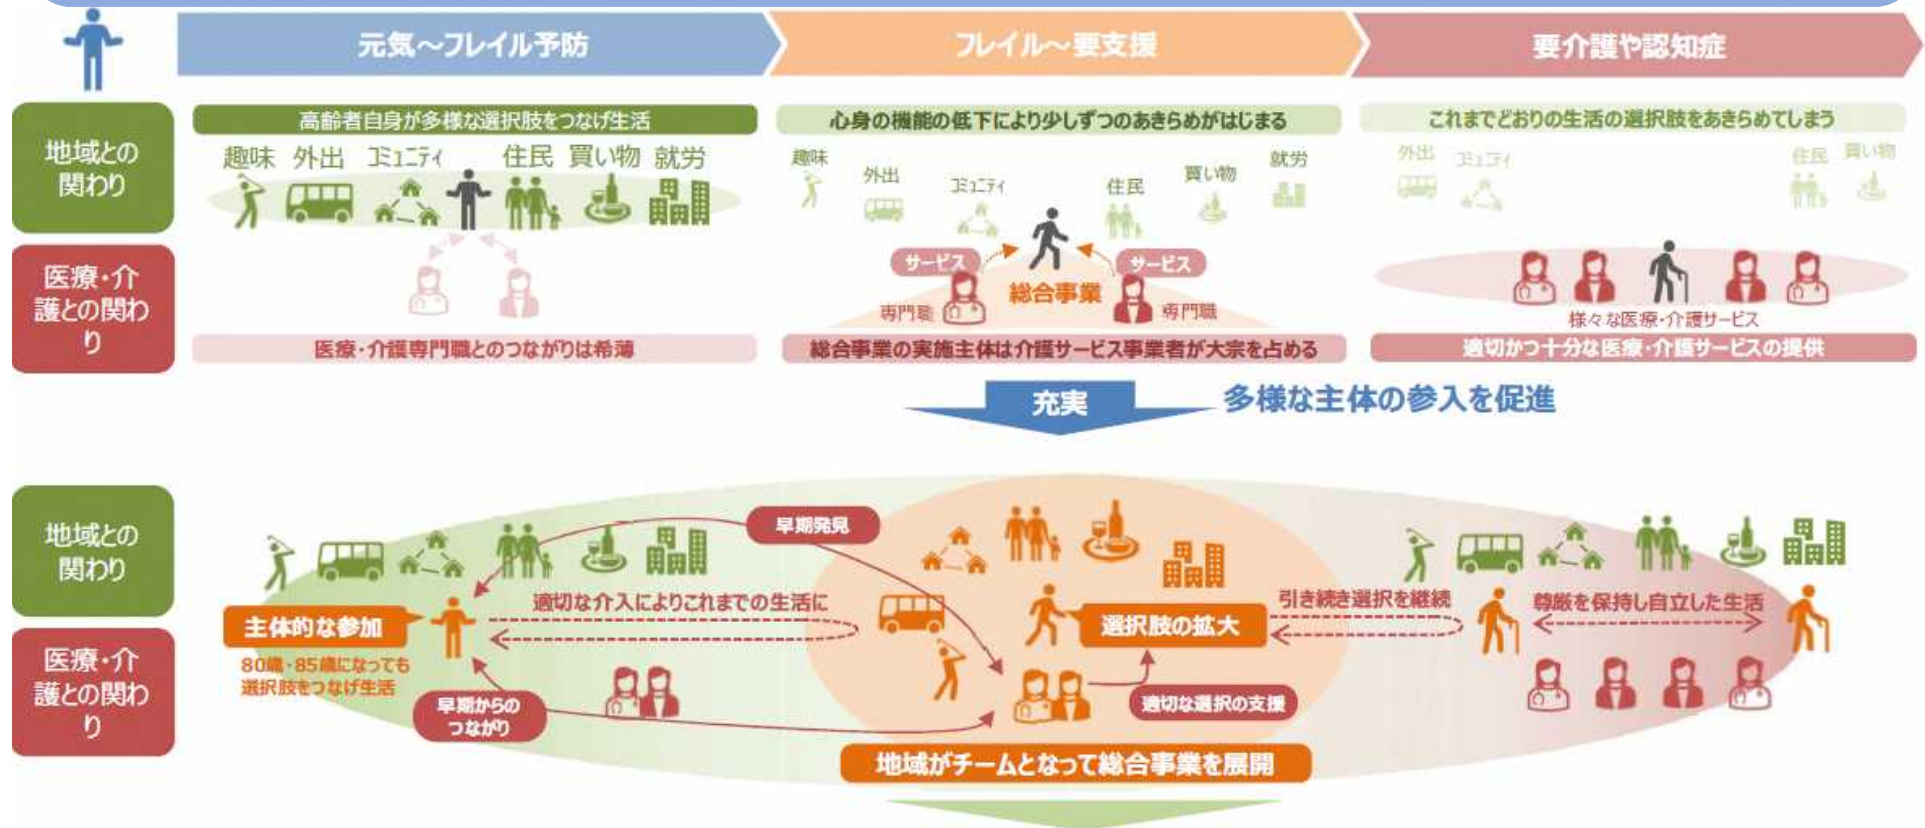 元気～フレイル予防
フレイル～要支援
要介護や認知症
地域との
関わり
高齢者自身が多様な選択肢をつなげ生活
趣味
外出
コミュニティ
住民
買い物
就労
心身の機能の低下により少しずつのあきらめがはじまる
趣味
外出
コミュニティ
住民
買い物
就労
これまでどおりの生活の選択肢をあきらめてしまう
外出
コミュニティ
住民
買い物
医療・介
護との関わ
り
医療・介護専門職とのつながりは希薄
サービス
サービス
総合事業
専門職
専門職
総合事業の実施主体は介護サービス事業者が大宗を占める
様々な医療・介護サービス
適切かつ十分な医療・介護サービスの提供
充実
多様な主体の参入を促進
地域との
関わり
早期発見
主体的な参加
適切な介入によりこれまでの生活に
選択肢の拡大
引き続き選択を継続
尊厳を保持し自立した生活
医療・介
護との関わ
り
80歳・85歳になっても
選択肢をつなげ生活
早期からの
つながり
適切な選択の支援
地域がチームとなって総合事業を展開